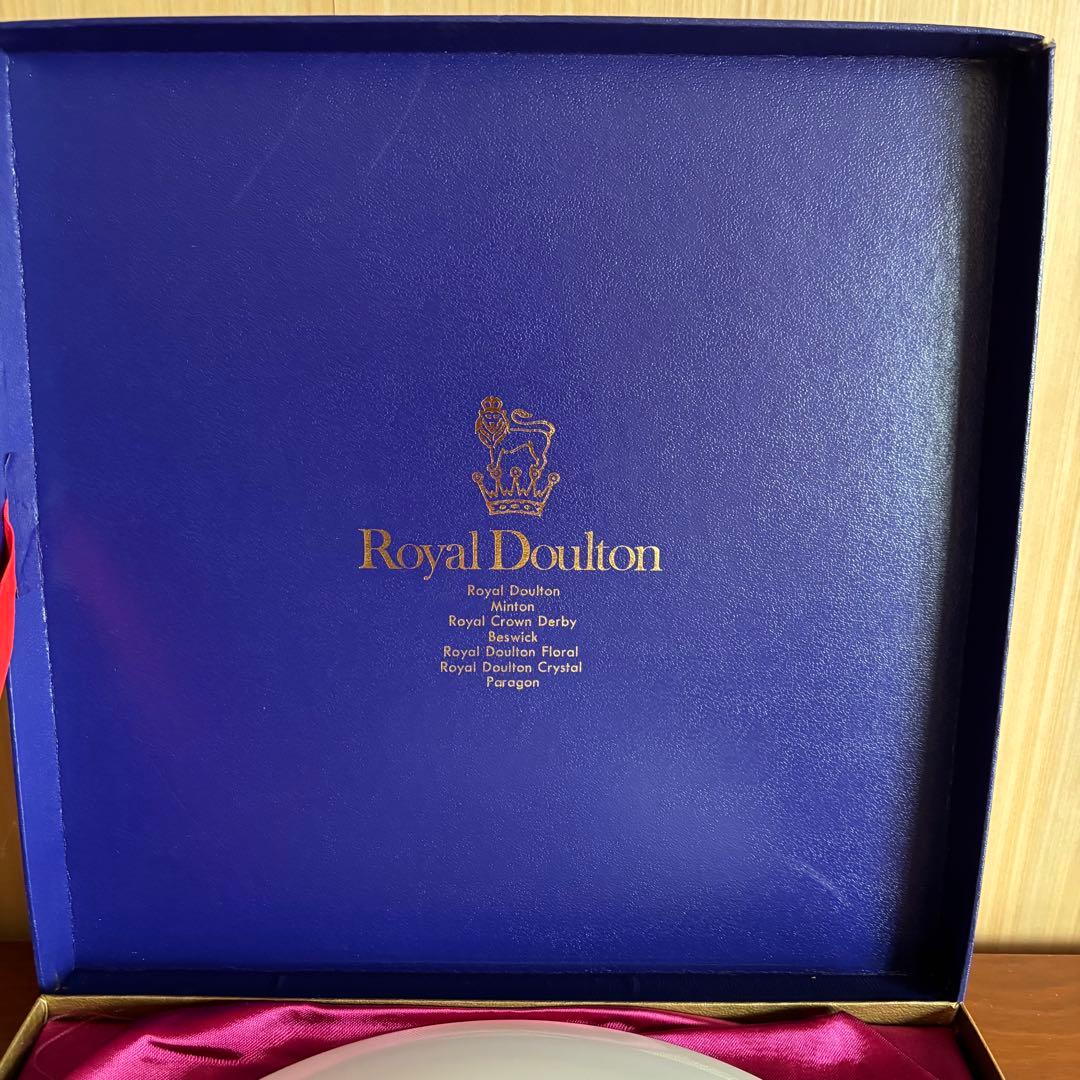 Royal Doulton
Royal Doulton
Minton
Royal Crown Derby
Beswick
Royal Doulton Floral
Royal Doulton Crystal
Paragon